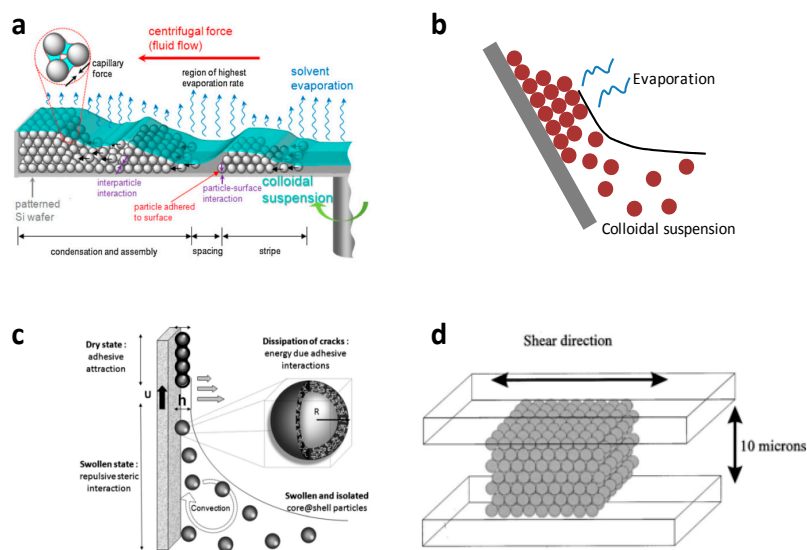 a
centrifugal force
(fluid flow)
capillary
force
region of highest
evaporation rate
solvent
evaporation
interparticle
interaction
particle-surface
interaction
colloidal
suspension
particle adhered
to surface
patterned
Si wafer
condensation and assembly
spacing
stripe
b
Evaporation
Colloidal suspension
c
Dry state :
adhesive
attraction
U
h
Dissipation of cracks :
energy due adhesive
interactions
R
Swollen state :
repulsive steric
interaction
Convection
Swollen and isolated
core@shell particles
d
Shear direction
10 microns